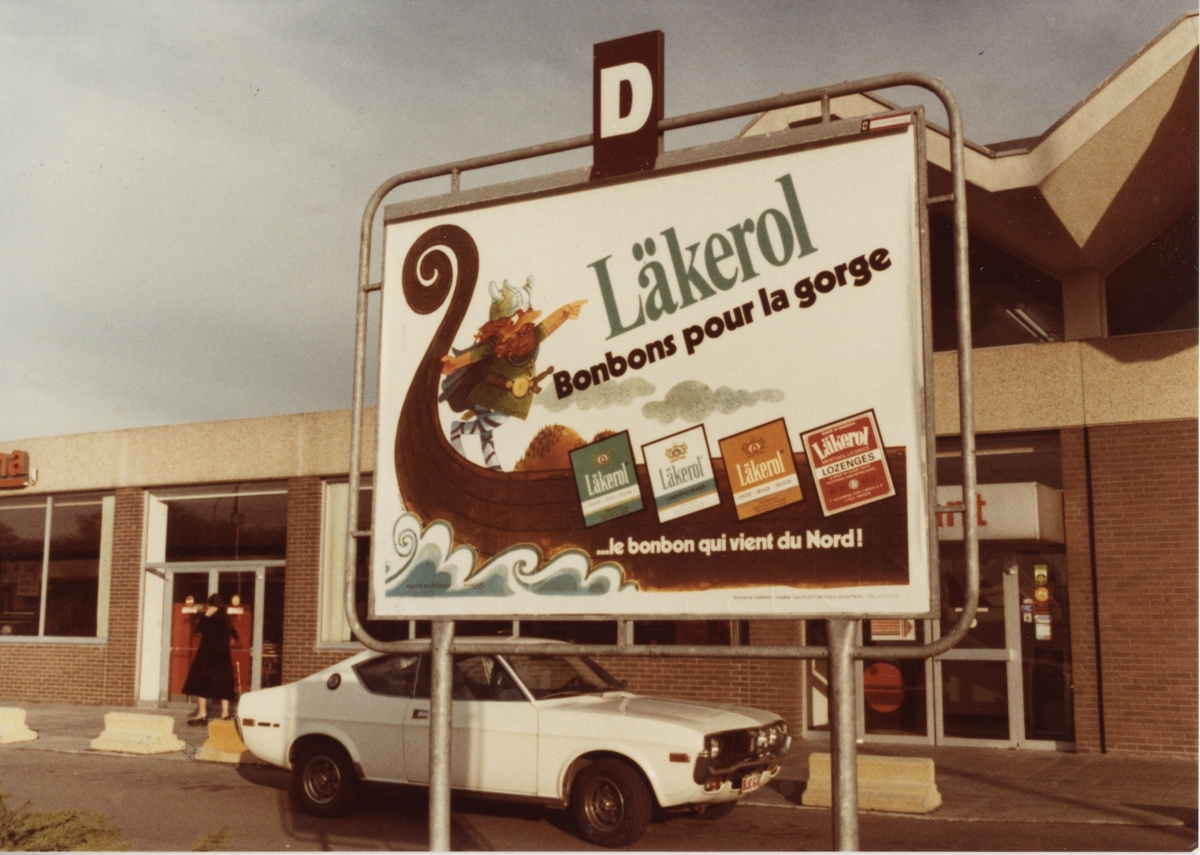 D
Läkerol
Bonbons pour la gorge
Läkerol
Läkerol
Läkerol
Läkerol
LOZENGES
...le bonbon qui vient du Nord!